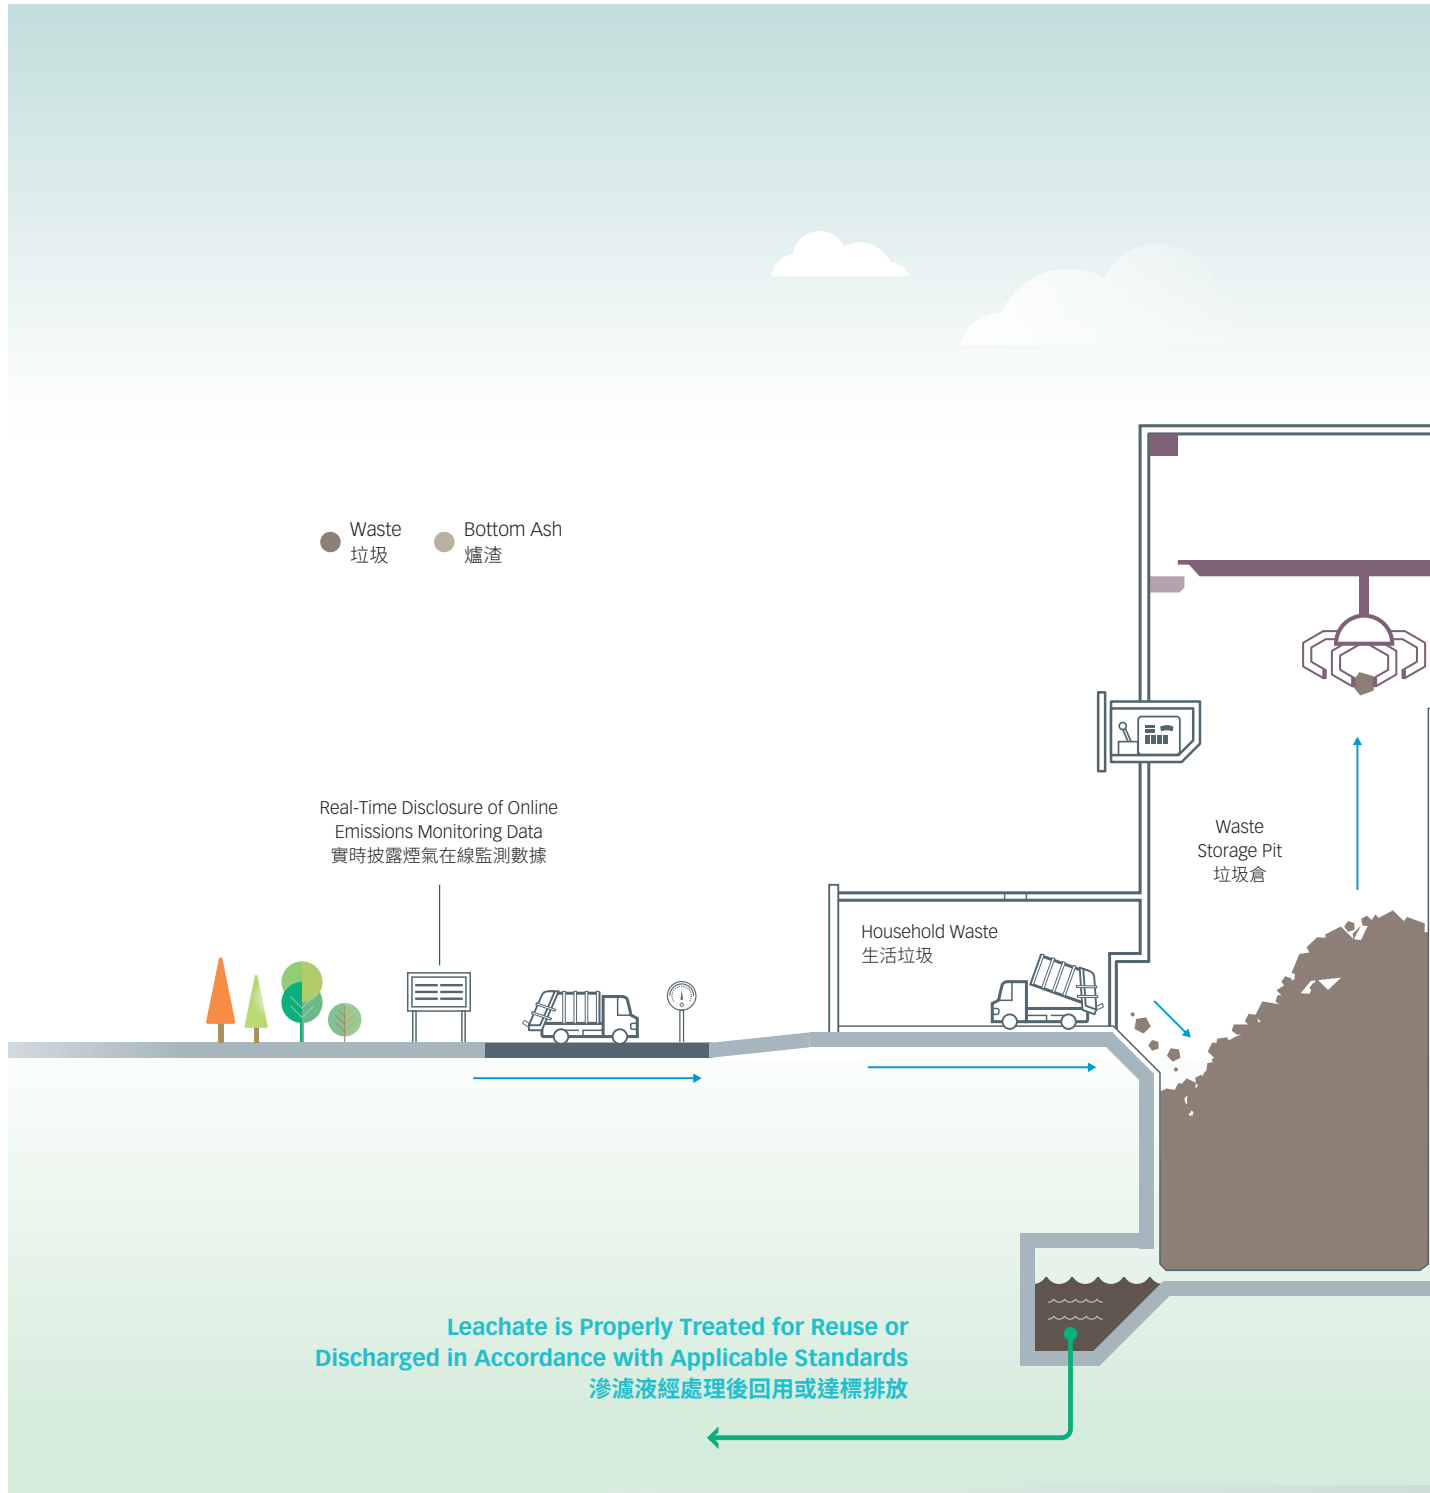 Waste
垃圾
Bottom Ash
爐渣
Real-Time Disclosure of Online
Emissions Monitoring Data
實時披露煙氣在線監測數據
Waste
Storage Pit
垃圾倉
Household Waste
生活垃圾
Leachate is Properly Treated for Reuse or
Discharged in Accordance with Applicable Standards
滲濾液經處理後回用或達標排放